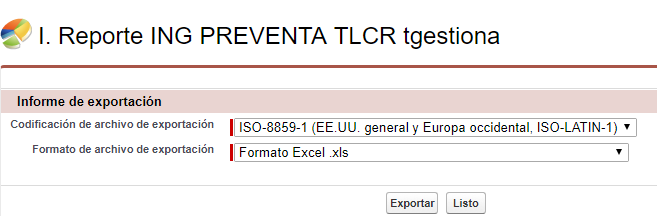 I. Reporte ING PREVENTA TLCR tgestiona
Informe de exportación
Codificación de archivo de exportación
ISO-8859-1 (EE.UU. general y Europa occidental, ISO-LATIN-1)
Formato de archivo de exportación
Formato Excel .xls
Exportar Listo